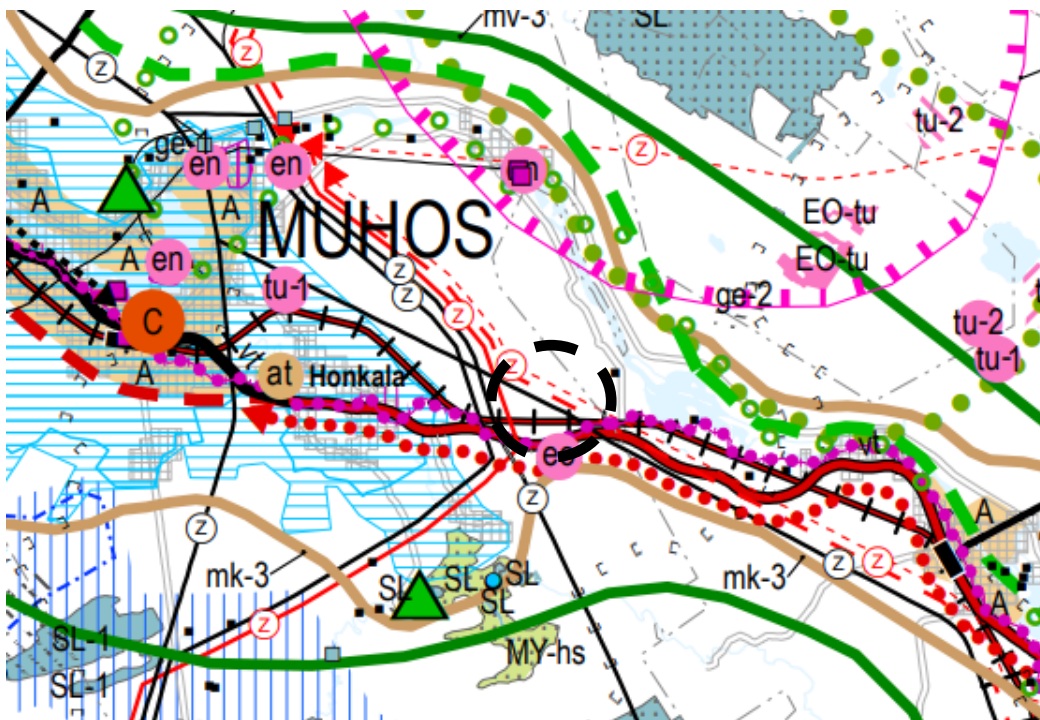 mv-3
SL
Z
Z
tu-2
Z
ge-1
en
en
A
A
EO-tu
MUHOS
EO-tu
A
en
Z
tu-1
Z
ge-2
C
Z
tu-2
vt
Z
tu-1
A
at
Honkala
eo
vt
Z
A
Z
mk-3
SL
SL
SL
SL
Z
Z
mk-3
A
Z
SL-1
MY-hs
SL-1